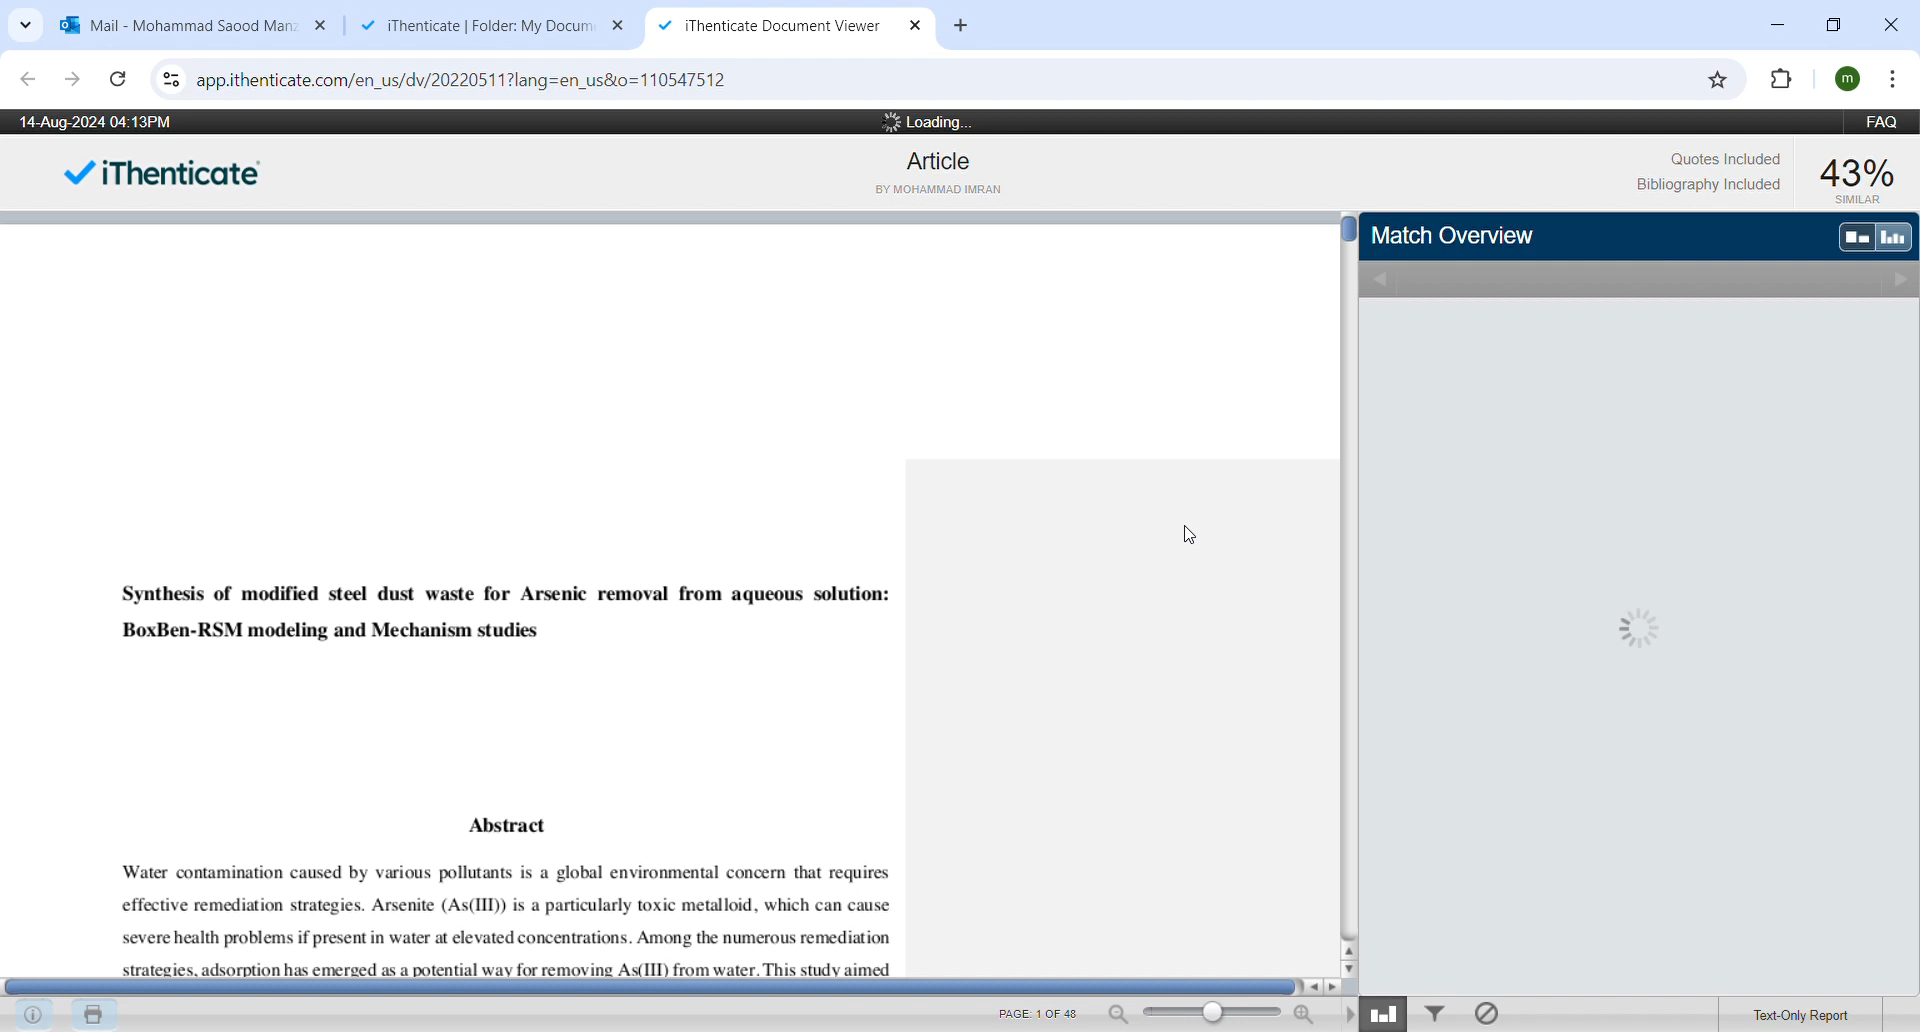 Mail - Mohammad Saood Manz
iThenticate | Folder: My Docum
iThenticate Document Viewer
app.ithenticate.com/en_us/dv/20220511?lang=en_us&o=110547512
m
14-Aug-2024 04:13PM
Loading...
FAQ
iThenticate
Article
BY MOHAMMAD IMRAN
Quotes Included
Bibliography Included
43%
SIMILAR
Match Overview
Synthesis of modified steel dust waste for Arsenic removal from aqueous solution:
BoxBen-RSM modeling and Mechanism studies
Abstract
Water contamination caused by various pollutants is a global environmental concern that requires
effective remediation strategies. Arsenite (As(III)) is a particularly toxic metalloid, which can cause
severe health problems if present in water at elevated concentrations. Among the numerous remediation
strategies, adsorption has emerged as a potential way for removing As(III) from water. This study aimed
PAGE: 1 OF 48
Text-Only Report